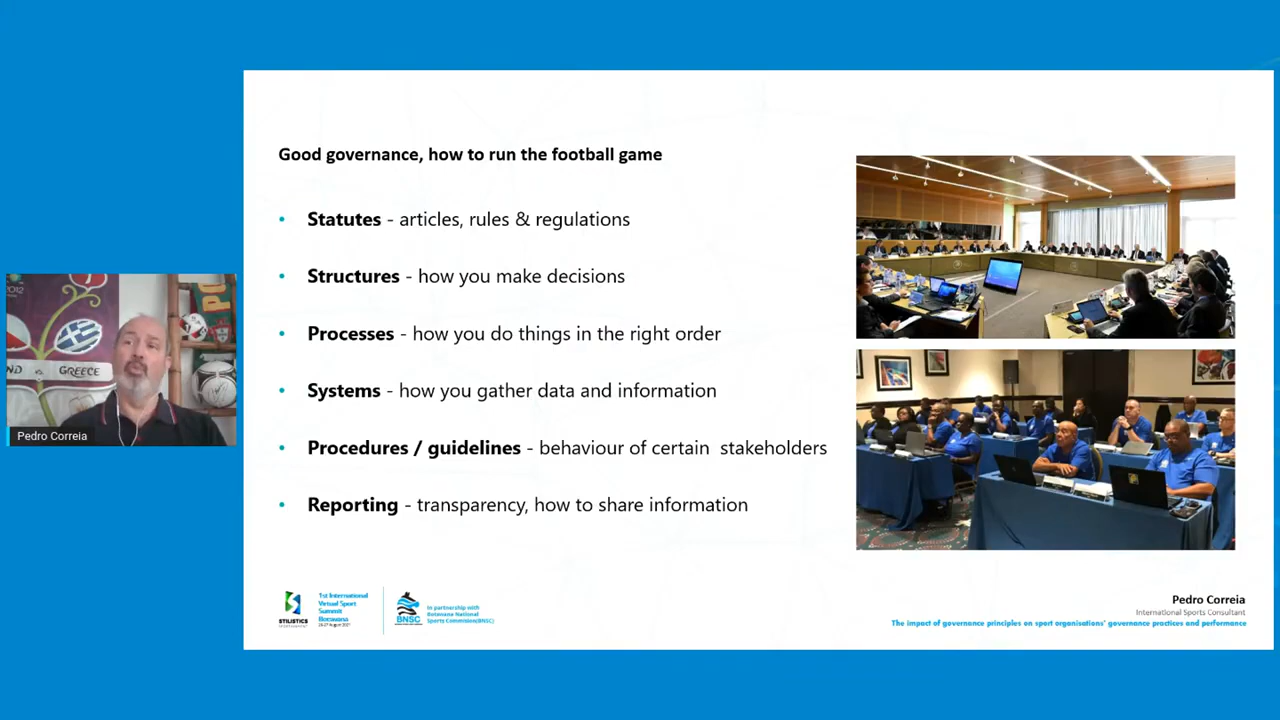 Good governance, how to run the football game
• Statutes - articles, rules & regulations
• Structures - how you make decisions
• Processes - how you do things in the right order
• Systems - how you gather data and information
• Procedures / guidelines - behaviour of certain stakeholders
• Reporting - transparency, how to share information
GREECE
Pedro Correia
STILISTICS
1st International
Virtual Sport
Summit
Botswana
BNSC
In partnership with
Botswana National
Sports Commission(BNSC)
Pedro Correia
International Sports Consultant
The impact of governance principles on sport organisations' governance practices and performance